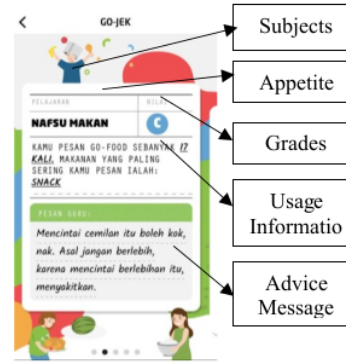 GO-JEK
PELAJARAN
NILAI
NAFSU MAKAN
C
KAMU PESAN GO-FOOD SEBANYAK 17
KALI. MAKANAN YANG PALING
SERING KAMU PESAN IALAH:
SNACK
PESAN GURU:
Mencintai cemilan itu boleh kok,
nak. Asal jangan berlebih,
karena mencintai berlebihan itu,
menyakitkan.
Subjects
Appetite
Grades
Usage
Informatio
Advice
Message